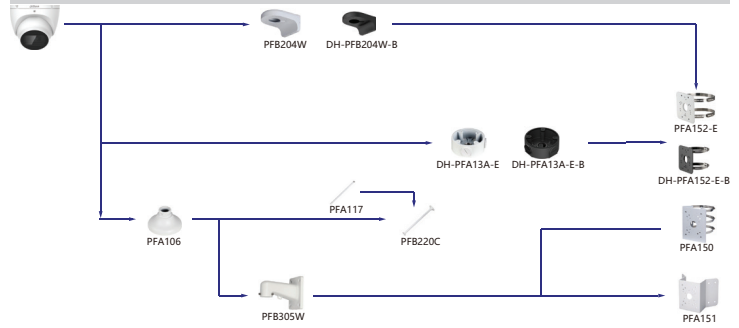 PFB204W
DH-PFB204W-B
PFA152-E
DH-PFA13A-E
DH-PFA13A-E-B
DH-PFA152-E-B
PFA117
PFA106
PFB220C
PFA150
PFB305W
PFA151